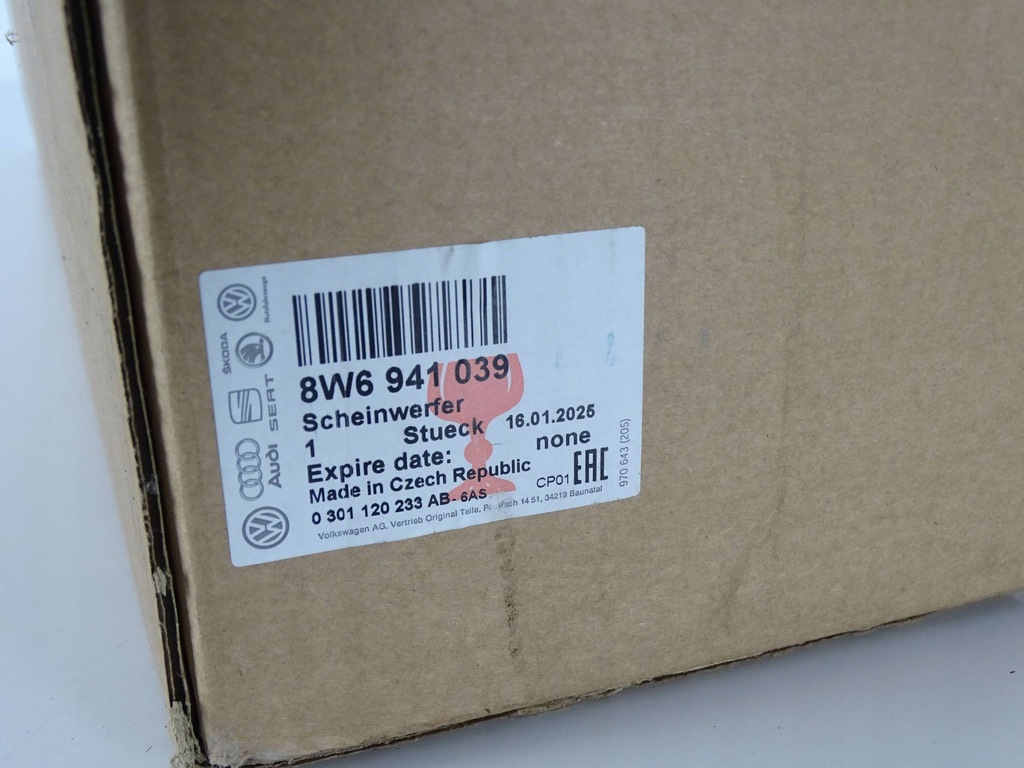 8W6 941 039
Scheinwerfer
1 Stueck 16.01.2025
Expire date: none
Made in Czech Republic
0 301 120 233 AB- 6AS CP01 EAC
Volkswagen AG, Vertrieb Original Teile, Postfach 14 51, 34219 Baunatal
970 643 (205)
Nutzfahrzeuge
ŠKODA
SEAT
Audi